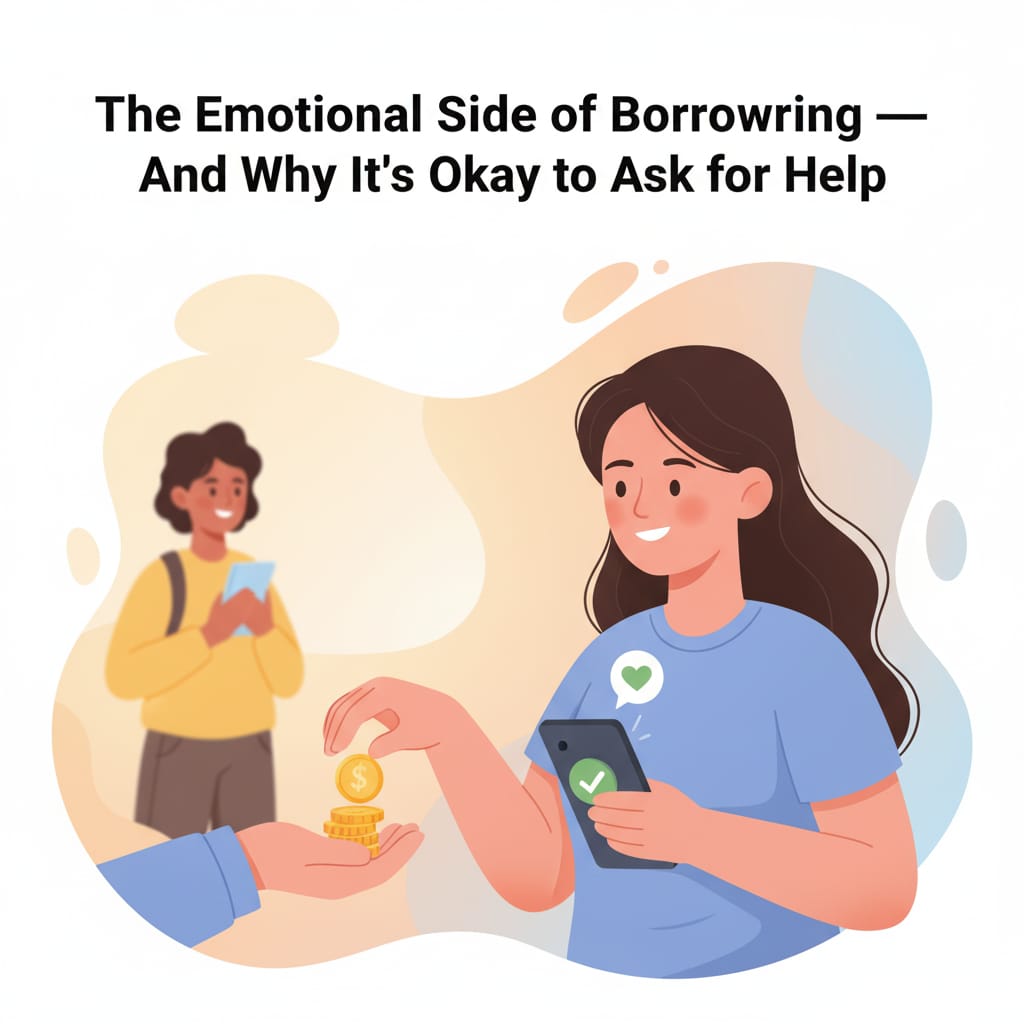 The Emotional Side of Borrowring —
And Why It's Okay to Ask for Help
$